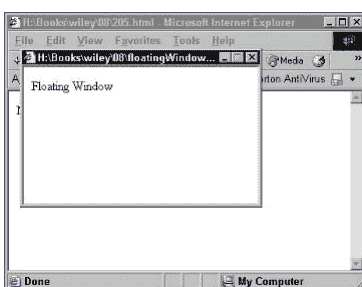 H:\Books\wiley\08\205.html - Microsoft Internet Explorer
File Edit View Favorites Tools Help
H:\Books\wiley\08\floatingWindow...
Media
A
orton AntiVirus
Floating Window
Done
My Computer